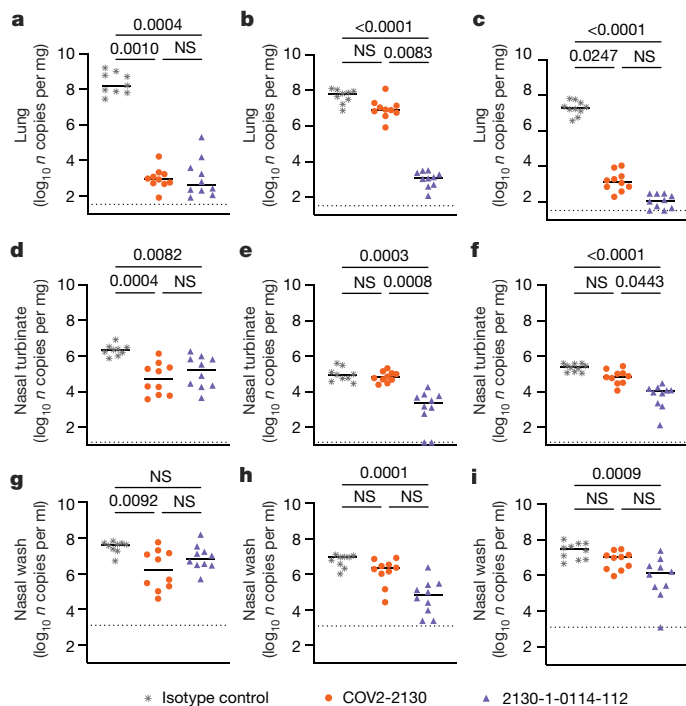 a
0.0004
0.0010 NS
10
8
6
4
2
Lung
(log10 n copies per mg)
b
<0.0001
NS 0.0083
10
8
6
4
2
Lung
(log10 n copies per mg)
c
<0.0001
0.0247 NS
10
8
6
4
2
Lung
(log10 n copies per mg)
d
0.0082
0.0004 NS
10
8
6
4
2
Nasal turbinate
(log10 n copies per mg)
e
0.0003
NS 0.0008
10
8
6
4
2
Nasal turbinate
(log10 n copies per mg)
f
<0.0001
NS 0.0443
10
8
6
4
2
Nasal turbinate
(log10 n copies per mg)
g
NS
0.0092 NS
10
8
6
4
2
Nasal wash
(log10 n copies per ml)
h
0.0001
NS NS
10
8
6
4
2
Nasal wash
(log10 n copies per ml)
i
0.0009
NS NS
10
8
6
4
2
Nasal wash
(log10 n copies per ml)
Isotype control COV2-2130 2130-1-0114-112